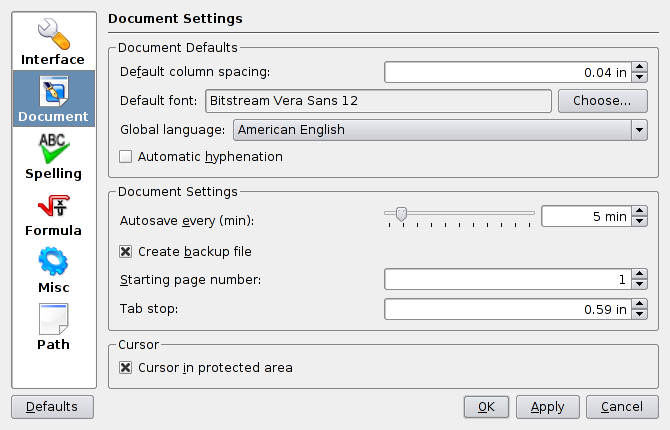 Document Settings
Interface
Document
ABC
Spelling
Formula
Misc
Path
Document Defaults
Default column spacing: 0.04 in
Default font: Bitstream Vera Sans 12 Choose...
Global language: American English
Automatic hyphenation
Document Settings
Autosave every (min): 5 min
Create backup file
Starting page number: 1
Tab stop: 0.59 in
Cursor
Cursor in protected area
Defaults OK Apply Cancel